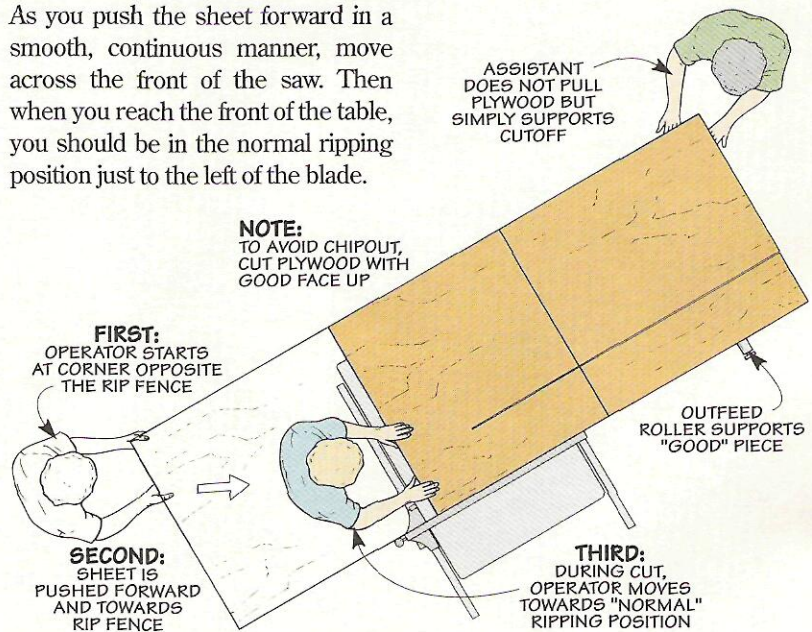 As you push the sheet forward in a
smooth, continuous manner, move
across the front of the saw. Then
when you reach the front of the table,
you should be in the normal ripping
position just to the left of the blade.
ASSISTANT
DOES NOT PULL
PLYWOOD BUT
SIMPLY SUPPORTS
CUTOFF
NOTE:
TO AVOID CHIPOUT,
CUT PLYWOOD WITH
GOOD FACE UP
FIRST:
OPERATOR STARTS
AT CORNER OPPOSITE
THE RIP FENCE
OUTFEED
ROLLER SUPPORTS
"GOOD" PIECE
SECOND:
SHEET IS
PUSHED FORWARD
AND TOWARDS
RIP FENCE
THIRD:
DURING CUT,
OPERATOR MOVES
TOWARDS "NORMAL"
RIPPING POSITION